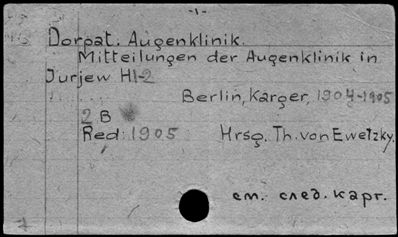 -1-
Dorpat. Augenklinik.
Mitteilungen der Augenklinik in
Jurjew H1-2
Berlin, Karger, 1904-1905
2 B
Red: 1905 Hrsg. Th. von Ewetzky.
см. след. карт.